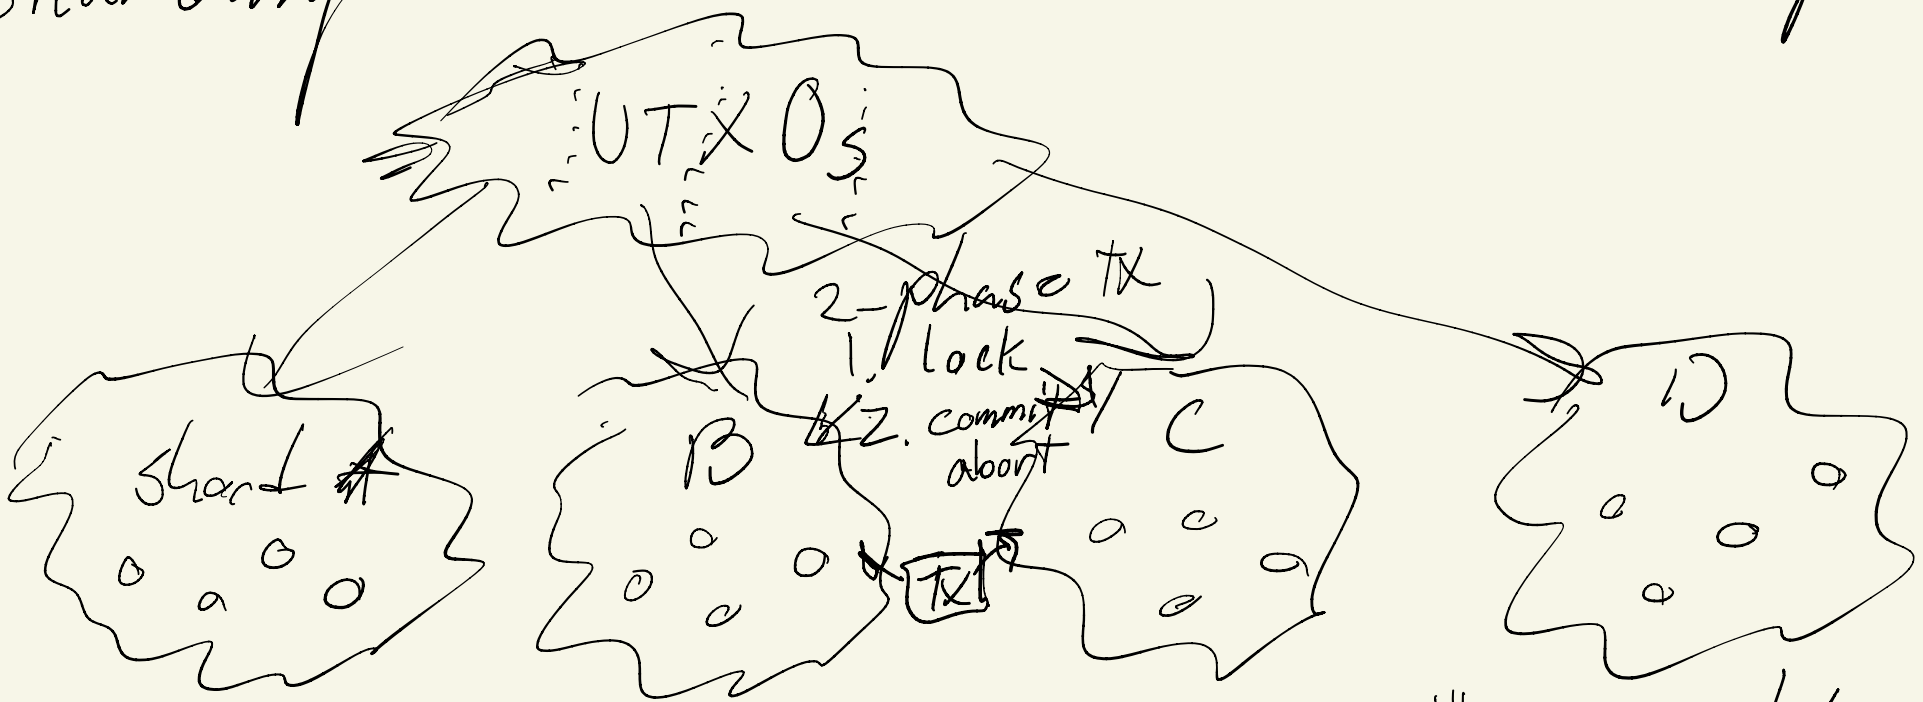 UTXOs
2-phase TX
1. lock
2. commit/
abort
shard A
B
C
D
TX